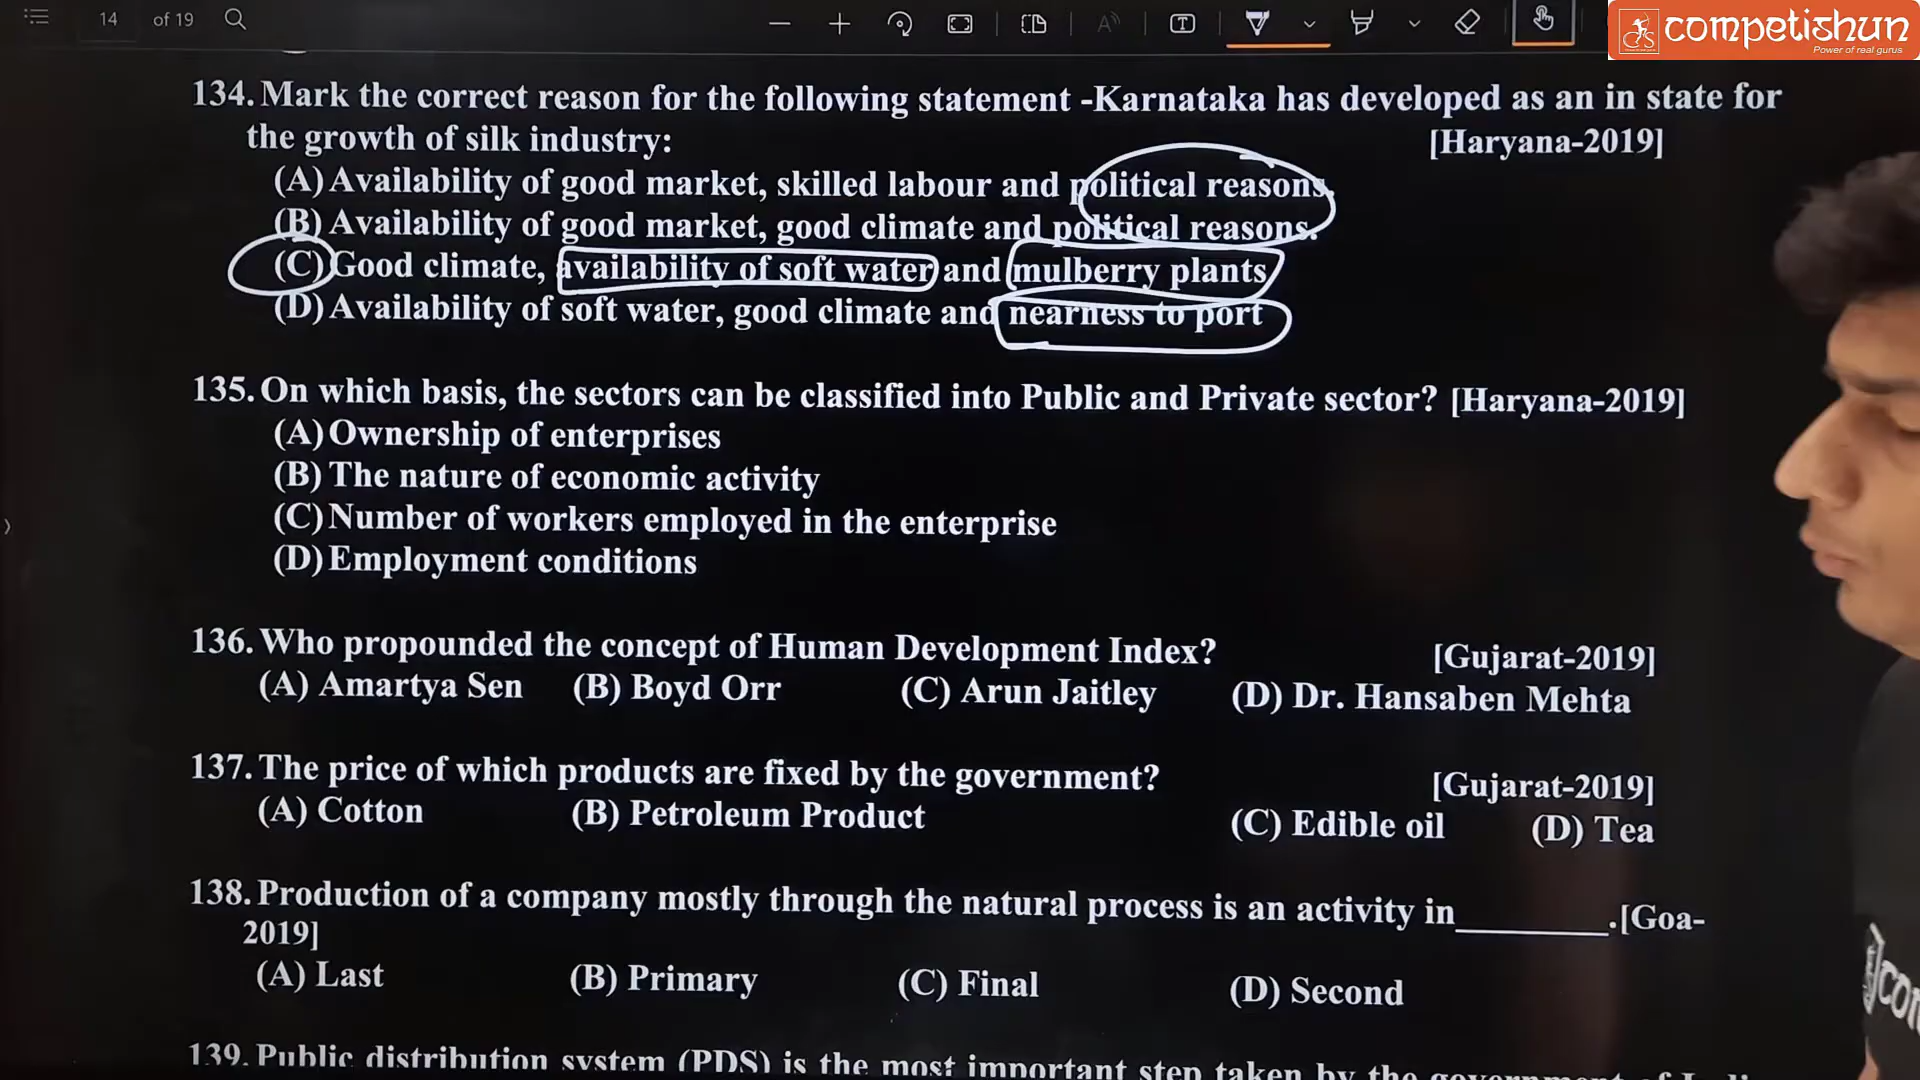 14 of 19
competishun
Power of real gurus
134. Mark the correct reason for the following statement -Karnataka has developed as an in state for
the growth of silk industry: [Haryana-2019]
(A) Availability of good market, skilled labour and political reasons.
(B) Availability of good market, good climate and political reasons.
(C) Good climate, availability of soft water and mulberry plants
(D) Availability of soft water, good climate and nearness to port
135. On which basis, the sectors can be classified into Public and Private sector? [Haryana-2019]
(A) Ownership of enterprises
(B) The nature of economic activity
(C) Number of workers employed in the enterprise
(D) Employment conditions
136. Who propounded the concept of Human Development Index? [Gujarat-2019]
(A) Amartya Sen (B) Boyd Orr (C) Arun Jaitley (D) Dr. Hansaben Mehta
137. The price of which products are fixed by the government? [Gujarat-2019]
(A) Cotton (B) Petroleum Product (C) Edible oil (D) Tea
138. Production of a company mostly through the natural process is an activity in________.[Goa-
2019]
(A) Last (B) Primary (C) Final (D) Second
139. Public distribution system (PDS) is the most important step taken by the government of